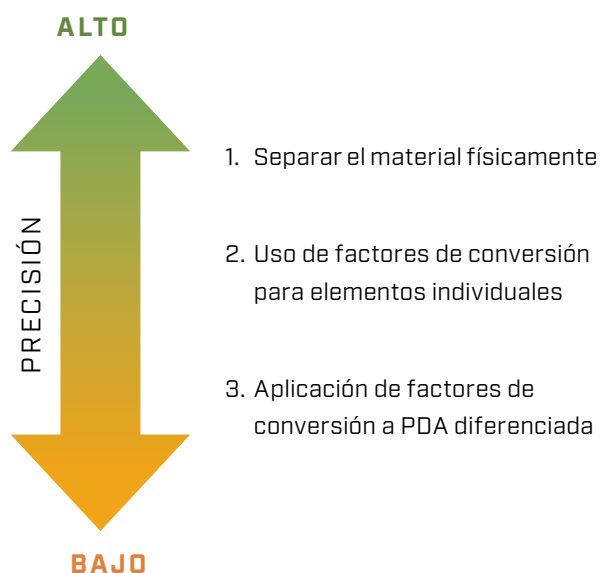 ALTO
PRECISIÓN
1. Separar el material físicamente
2. Uso de factores de conversión
para elementos individuales
3. Aplicación de factores de
conversión a PDA diferenciada
BAJO